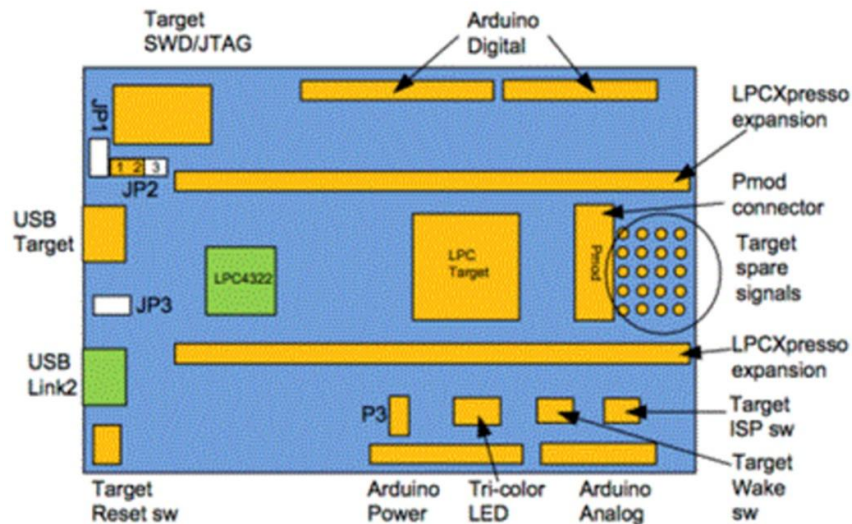 Target
SWD/JTAG
Arduino
Digital
JP1
LPCXpresso
expansion
1 2 3
JP2
Pmod
connector
USB
Target
LPC4322
LPC
Target
Pmod
Target
spare
signals
JP3
USB
Link2
LPCXpresso
expansion
P3
Target
ISP sw
Target
Reset sw
Arduino
Power
Tri-color
LED
Arduino
Analog
Target
Wake
sw